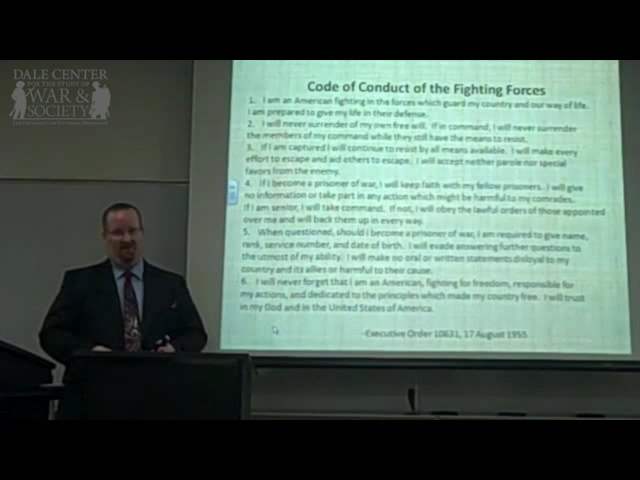 DALE CENTER
FOR THE STUDY OF
WAR &
SOCIETY
Code of Conduct of the Fighting Forces
1. I am an American fighting in the forces which guard my country and our way of life.
I am prepared to give my life in their defense.
2. I will never surrender of my own free will. If in command, I will never surrender
the members of my command while they still have the means to resist.
3. If I am captured I will continue to resist by all means available. I will make every
effort to escape and aid others to escape. I will accept neither parole nor special
favors from the enemy.
4. If I become a prisoner of war, I will keep faith with my fellow prisoners. I will give
no information or take part in any action which might be harmful to my comrades.
If I am senior, I will take command. If not, I will obey the lawful orders of those appointed
over me and will back them up in every way.
5. When questioned, should I become a prisoner of war, I am required to give name,
rank, service number, and date of birth. I will evade answering further questions to
the utmost of my ability. I will make no oral or written statements disloyal to my
country and its allies or harmful to their cause.
6. I will never forget that I am an American, fighting for freedom, responsible for
my actions, and dedicated to the principles which made my country free. I will trust
in my God and in the United States of America.
-Executive Order 10631, 17 August 1955